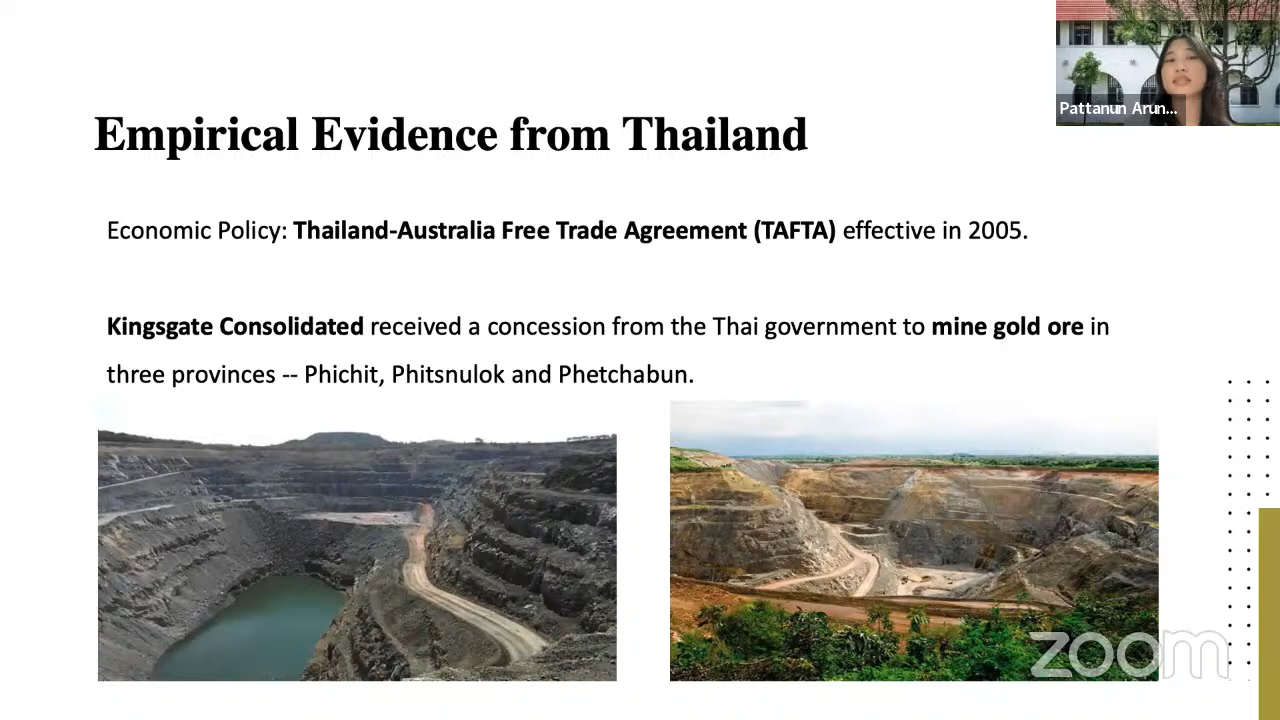 Pattanun Arun...
Empirical Evidence from Thailand
Economic Policy: Thailand-Australia Free Trade Agreement (TAFTA) effective in 2005.
Kingsgate Consolidated received a concession from the Thai government to mine gold ore in
three provinces -- Phichit, Phitsnulok and Phetchabun.
zoom